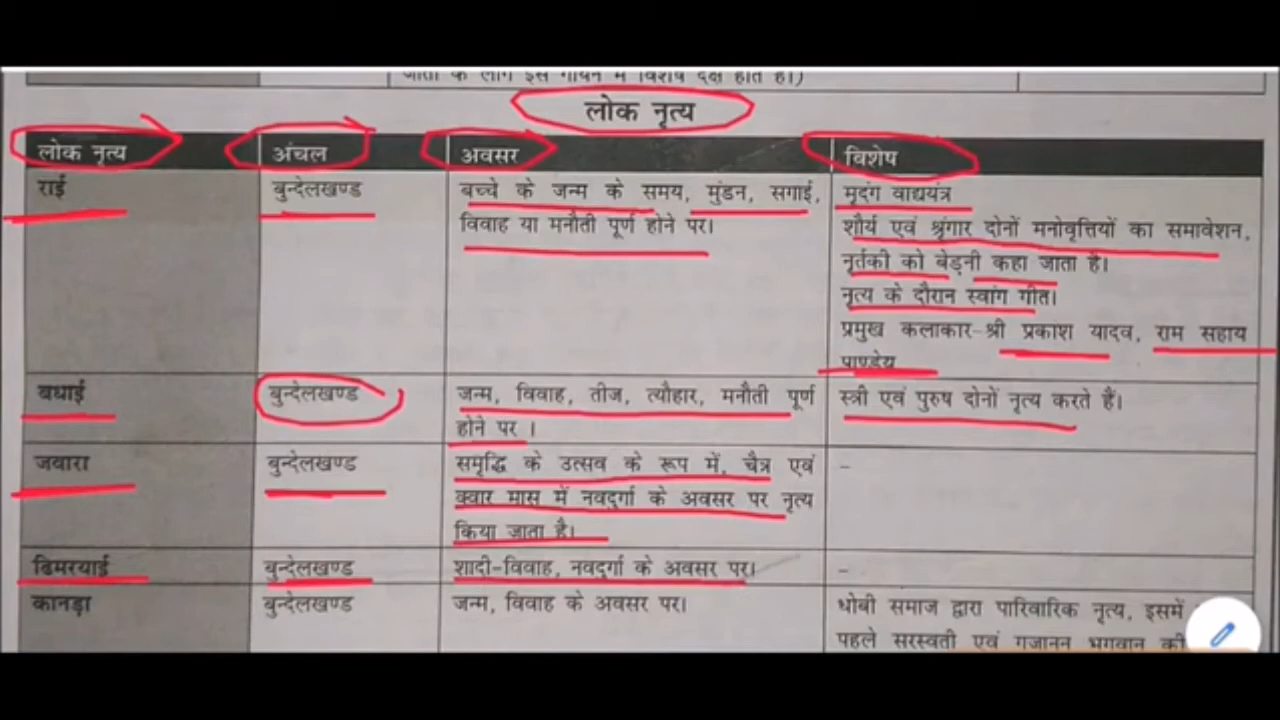 जाती के लोग इस गायन में विशेष दक्ष होते हैं।)
लोक नृत्य
लोक नृत्य अंचल अवसर विशेष
राई बुन्देलखण्ड बच्चे के जन्म के समय, मुंडन, सगाई, मृदंग वाद्ययंत्र
विवाह या मनौती पूर्ण होने पर। शौर्य एवं श्रृंगार दोनों मनोवृत्तियों का समावेशन,
नृर्तकी को बेड़नी कहा जाता है।
नृत्य के दौरान स्वांग गीत।
प्रमुख कलाकार-श्री प्रकाश यादव, राम सहाय
पाण्डेय
बधाई बुन्देलखण्ड जन्म, विवाह, तीज, त्यौहार, मनौती पूर्ण स्त्री एवं पुरुष दोनों नृत्य करते हैं।
होने पर ।
जवारा बुन्देलखण्ड समृद्धि के उत्सव के रूप में, चैत्र एवं -
क्वार मास में नवदुर्गा के अवसर पर नृत्य
किया जाता है।
ढिमरयाई बुन्देलखण्ड शादी-विवाह, नवदुर्गा के अवसर पर। -
कानड़ा बुन्देलखण्ड जन्म, विवाह के अवसर पर। धोबी समाज द्वारा पारिवारिक नृत्य, इसमें
पहले सरस्वती एवं गजानन भगवान की